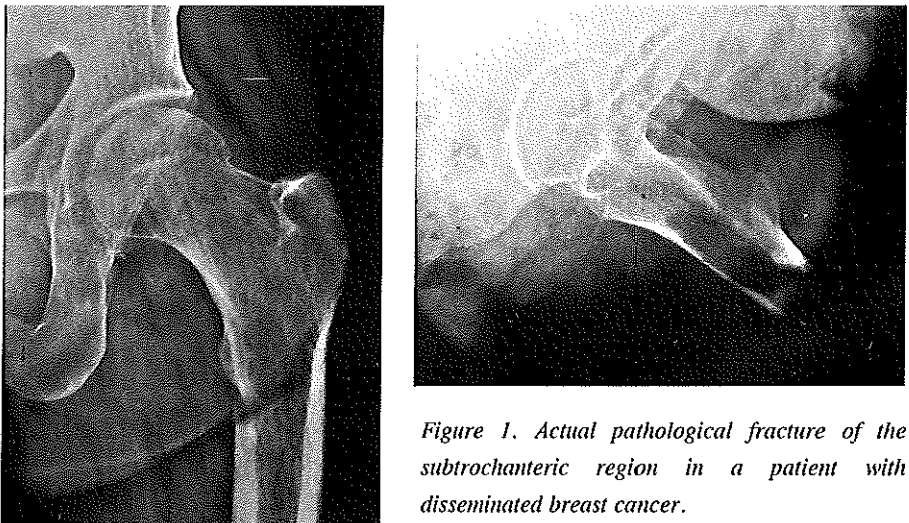 Figure 1. Actual pathological fracture of the
subtrochanteric region in a patient with
disseminated breast cancer.